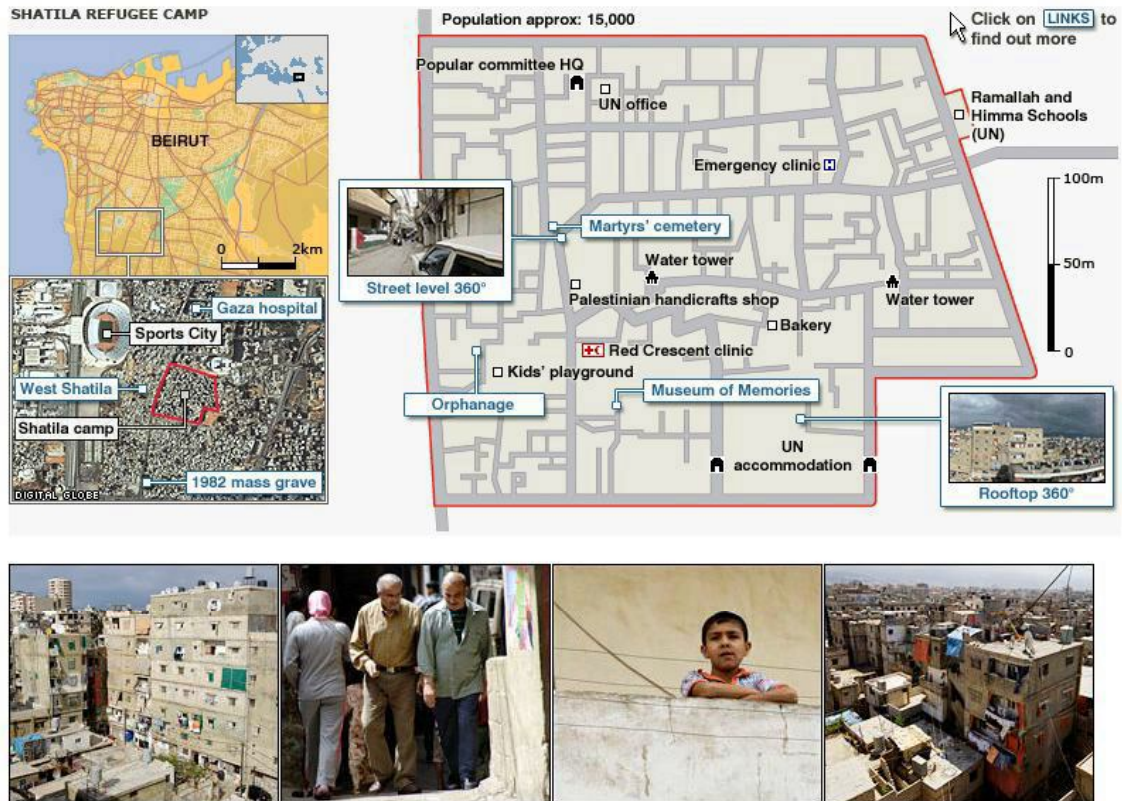 SHATILA REFUGEE CAMP
Population approx: 15,000
Click on LINKS to
find out more
BEIRUT
0 2km
Popular committee HQ
UN office
Ramallah and
Himma Schools
(UN)
Emergency clinic H
100m
50m
0
Martyrs' cemetery
Street level 360°
Water tower
Water tower
Palestinian handicrafts shop
Bakery
Red Crescent clinic
Kids' playground
Orphanage
Museum of Memories
UN
accommodation
Rooftop 360°
Gaza hospital
Sports City
West Shatila
Shatila camp
1982 mass grave
DIGITAL GLOBE